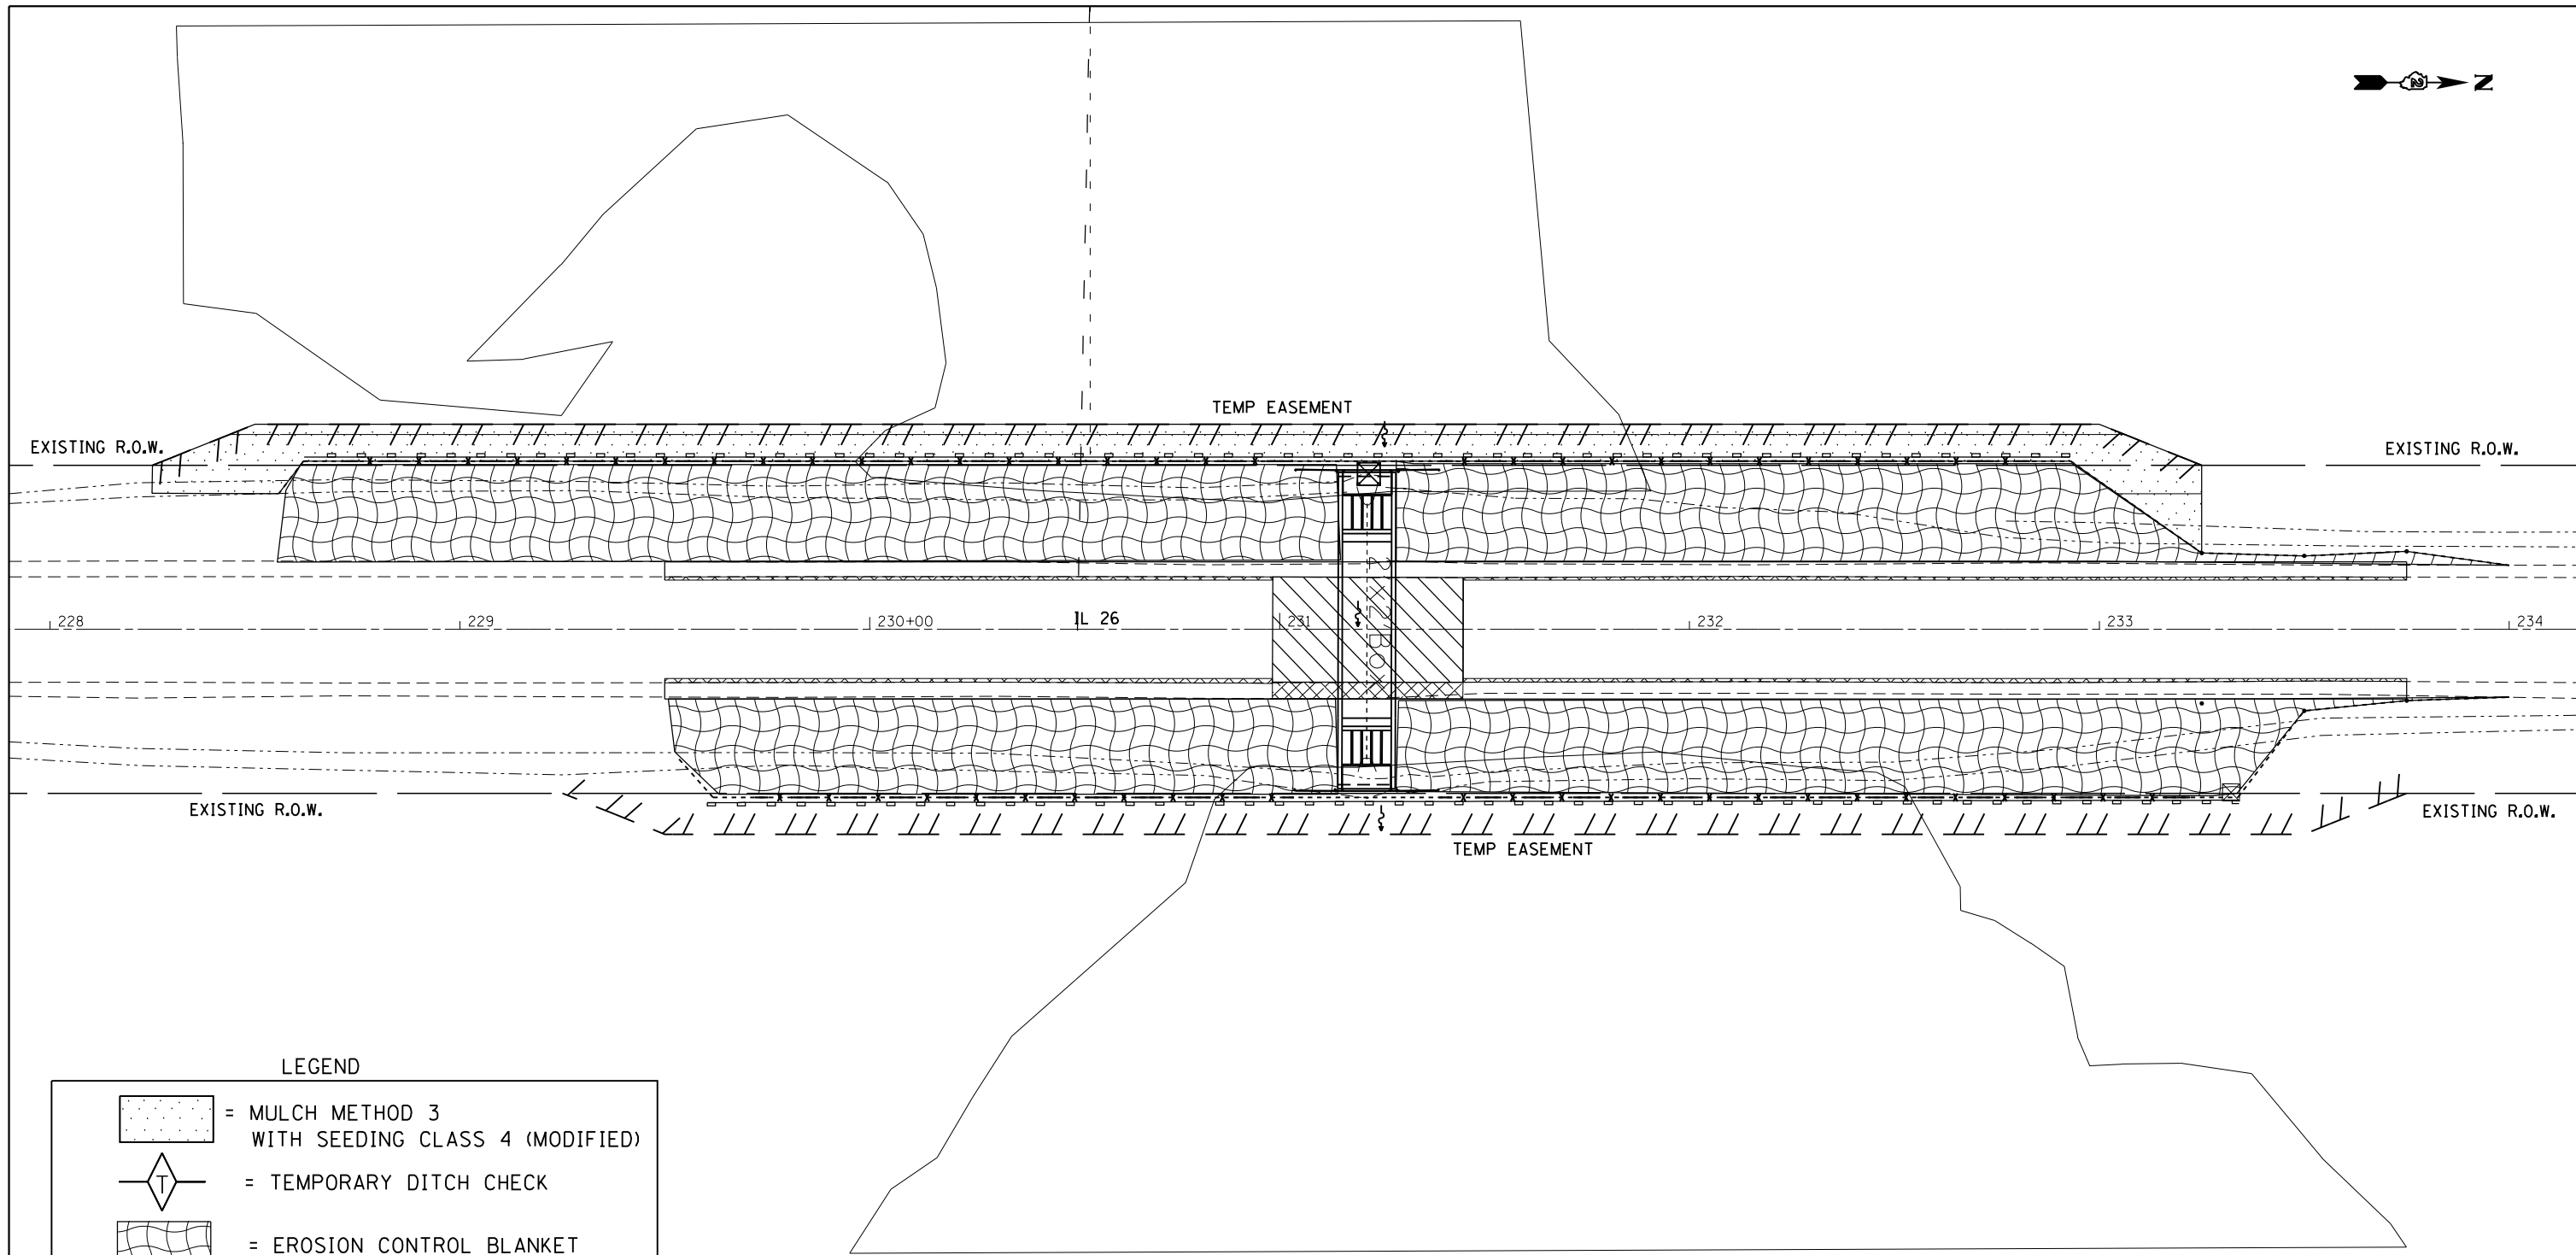 N
TEMP EASEMENT
EXISTING R.O.W.
EXISTING R.O.W.
228
229
230+00
IL 26
231
232
233
234
EXISTING R.O.W.
EXISTING R.O.W.
TEMP EASEMENT
LEGEND
= MULCH METHOD 3
WITH SEEDING CLASS 4 (MODIFIED)
T
= TEMPORARY DITCH CHECK
= EROSION CONTROL BLANKET